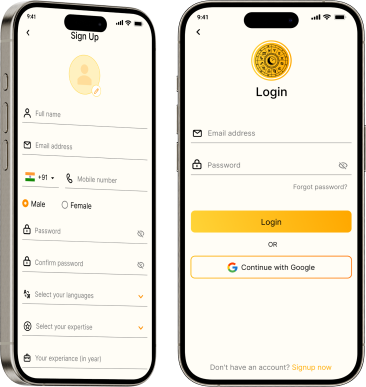 9:41
Sign Up
Full name
Email address
+91
Mobile number
Male
Female
Password
Confirm password
Select your languages
Select your expertise
Your experiance (in year)
9:41
Login
Email address
Password
Forgot password?
Login
OR
Continue with Google
Don't have an account? Signup now